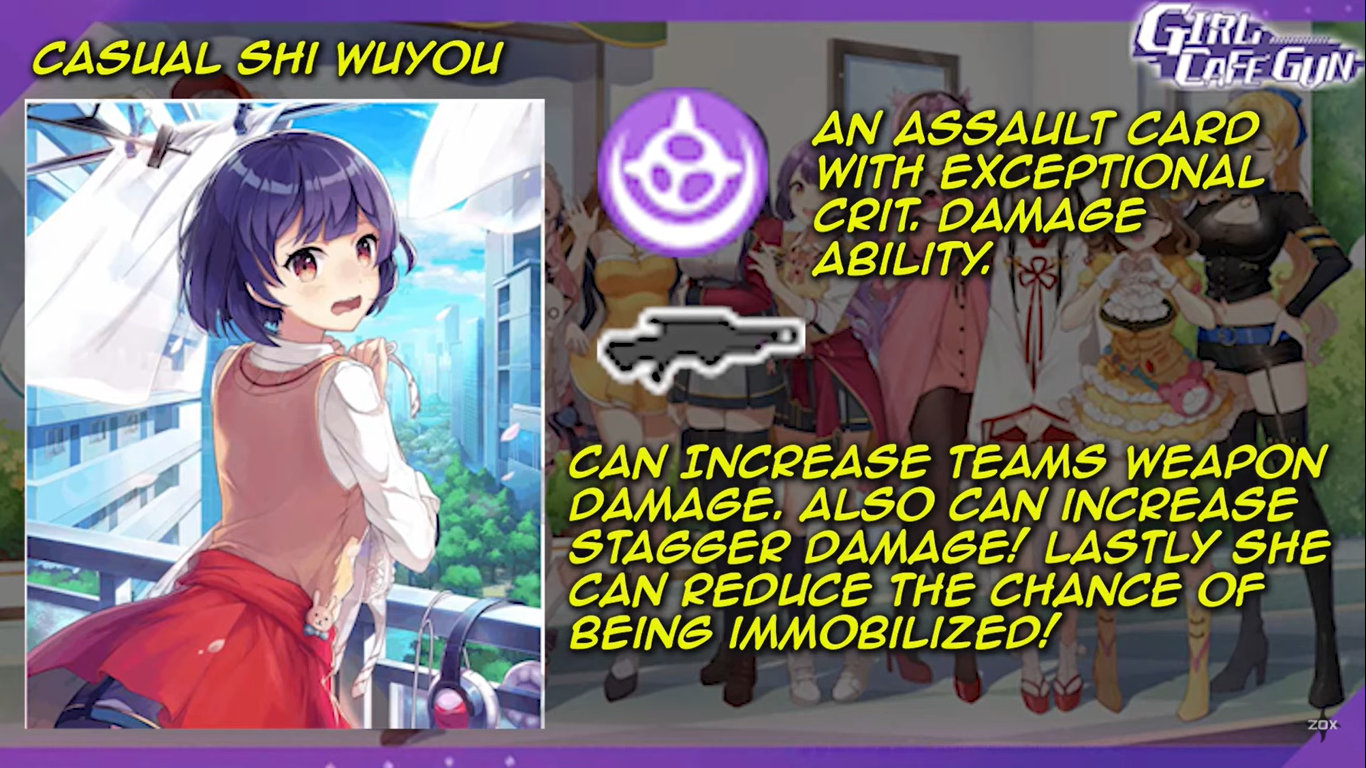 CASUAL SHI WUYOU
GIRL
CAFE GUN
AN ASSAULT CARD
WITH EXCEPTIONAL
CRIT. DAMAGE
ABILITY.
CAN INCREASE TEAMS WEAPON
DAMAGE. ALSO CAN INCREASE
STAGGER DAMAGE! LASTLY SHE
CAN REDUCE THE CHANCE OF
BEING IMMOBILIZED!
ZOX